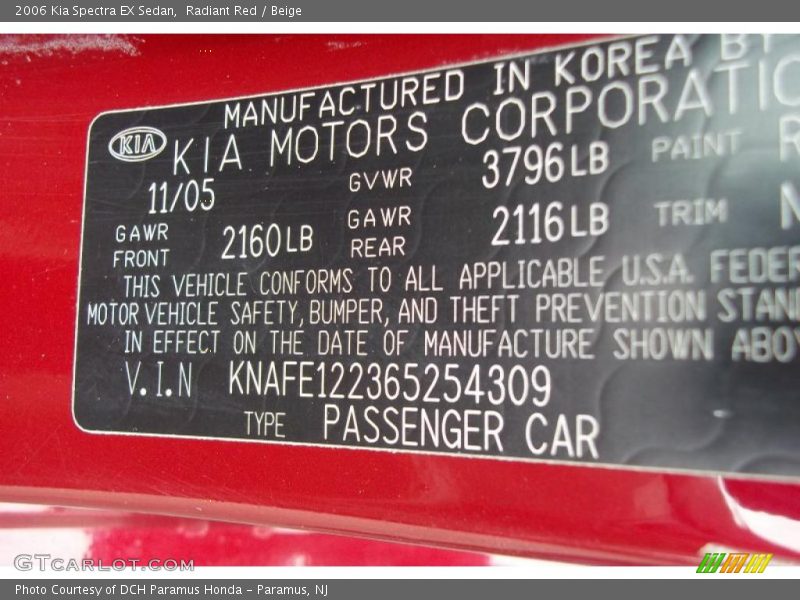 2006 Kia Spectra EX Sedan,  Radiant Red / Beige
MANUFACTURED IN KOREA BY
KIA KIA MOTORS CORPORATIO
11/05 GVWR 3796LB PAINT R
GAWR FRONT 2160LB GAWR REAR 2116LB TRIM N
THIS VEHICLE CONFORMS TO ALL APPLICABLE U.S.A. FEDER
MOTOR VEHICLE SAFETY, BUMPER, AND THEFT PREVENTION STAN
IN EFFECT ON THE DATE OF MANUFACTURE SHOWN ABO
V.I.N KNAFE122365254309
TYPE PASSENGER CAR
GTCARLOT.COM
Photo Courtesy of DCH Paramus Honda - Paramus, NJ